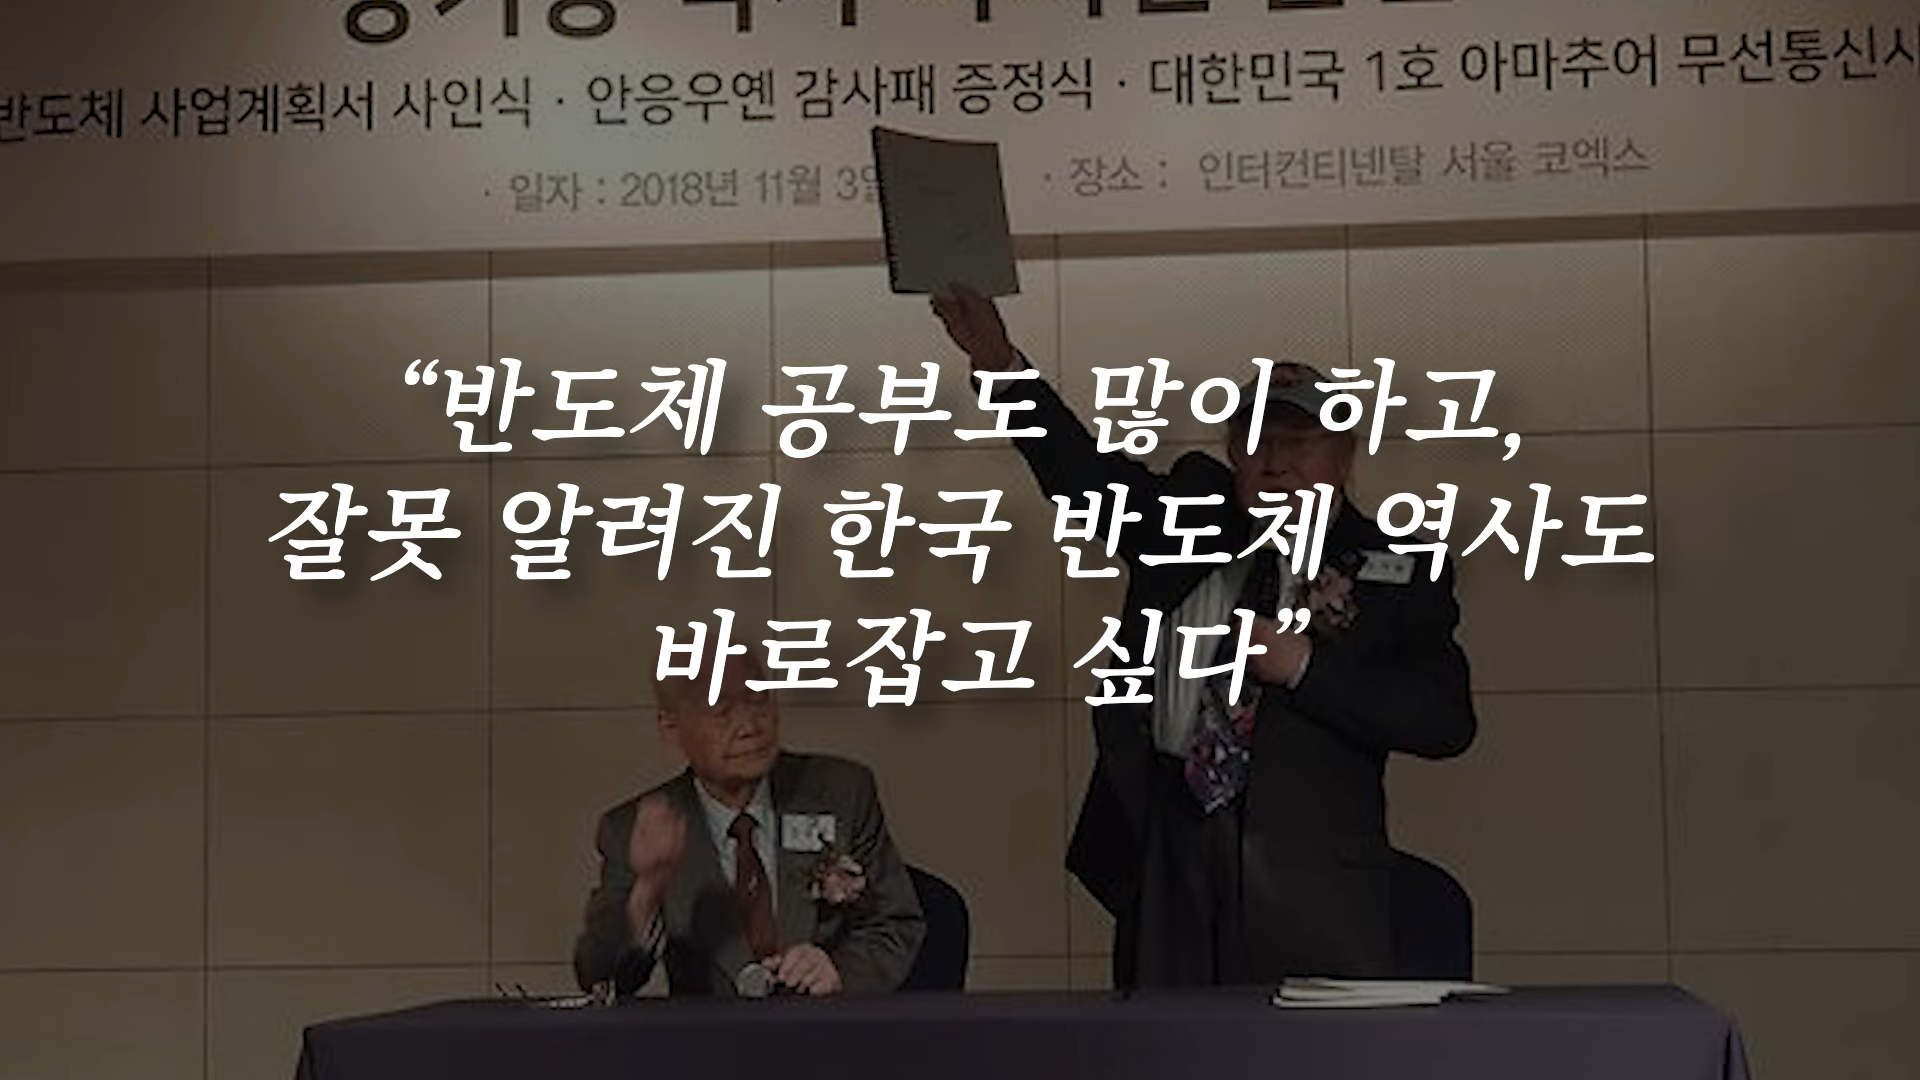 반도체 사업계획서 사인식 · 안응우옌 감사패 증정식 · 대한민국 1호 아마추어 무선통신사
· 일자 : 2018년 11월 3일
· 장소 : 인터컨티넨탈 서울 코엑스
“반도체 공부도 많이 하고,
잘못 알려진 한국 반도체 역사도
바로잡고 싶다”